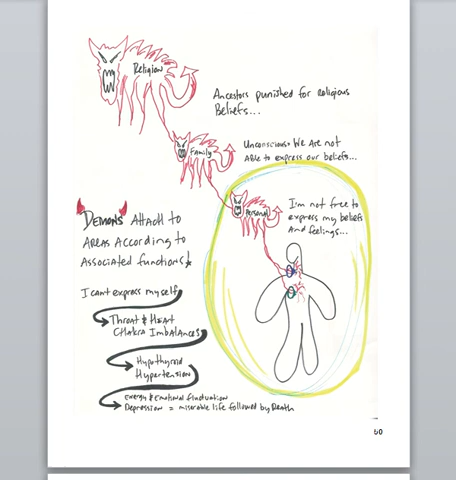 Religion
Ancestors punished for religious
Beliefs...
Family
Unconscious: We Are not
Able to express our beliefs...
Personal
I'm not free to
express my beliefs
And feelings...
DEMONS Attach to
Areas According to
Associated functions
I can't express myself
Throat & Heart
Chakra Imbalances
Hypothyroid
Hypertension
Energy & Emotional fluctuation
Depression = miserable life followed by Death
60